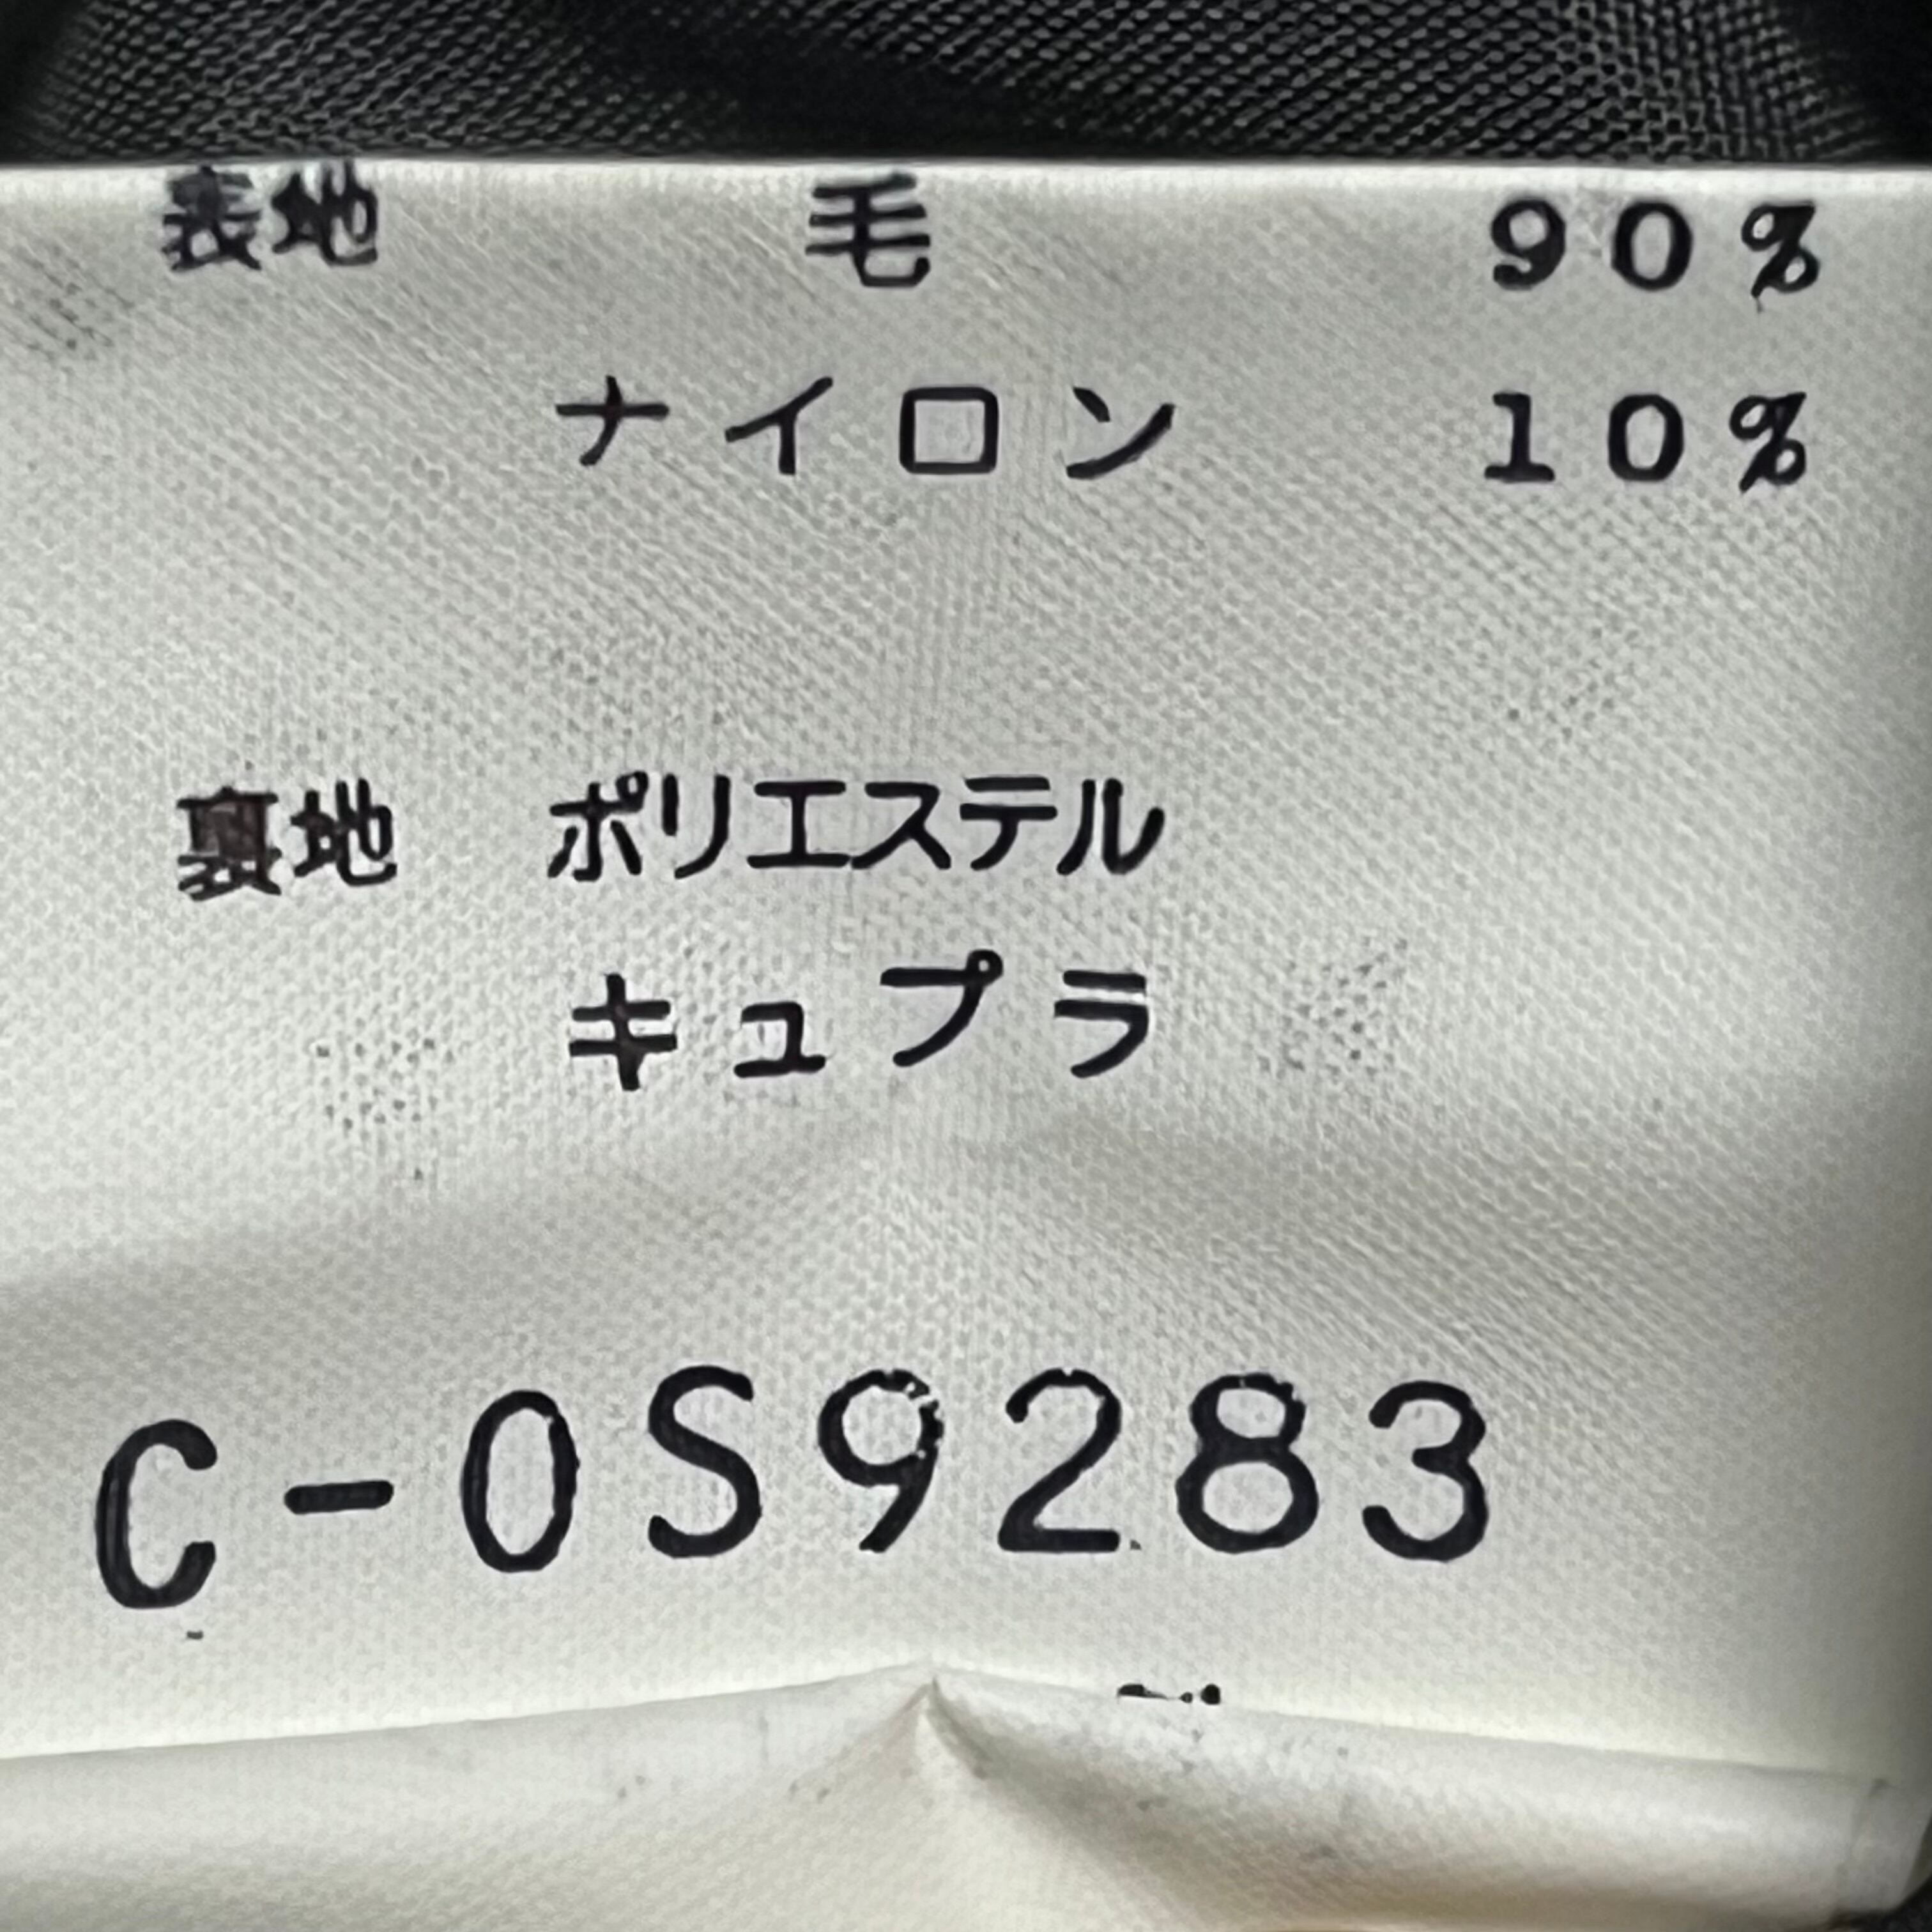 表地 毛 90%
ナイロン 10%
裏地 ポリエステル
キュプラ
C-OS9283